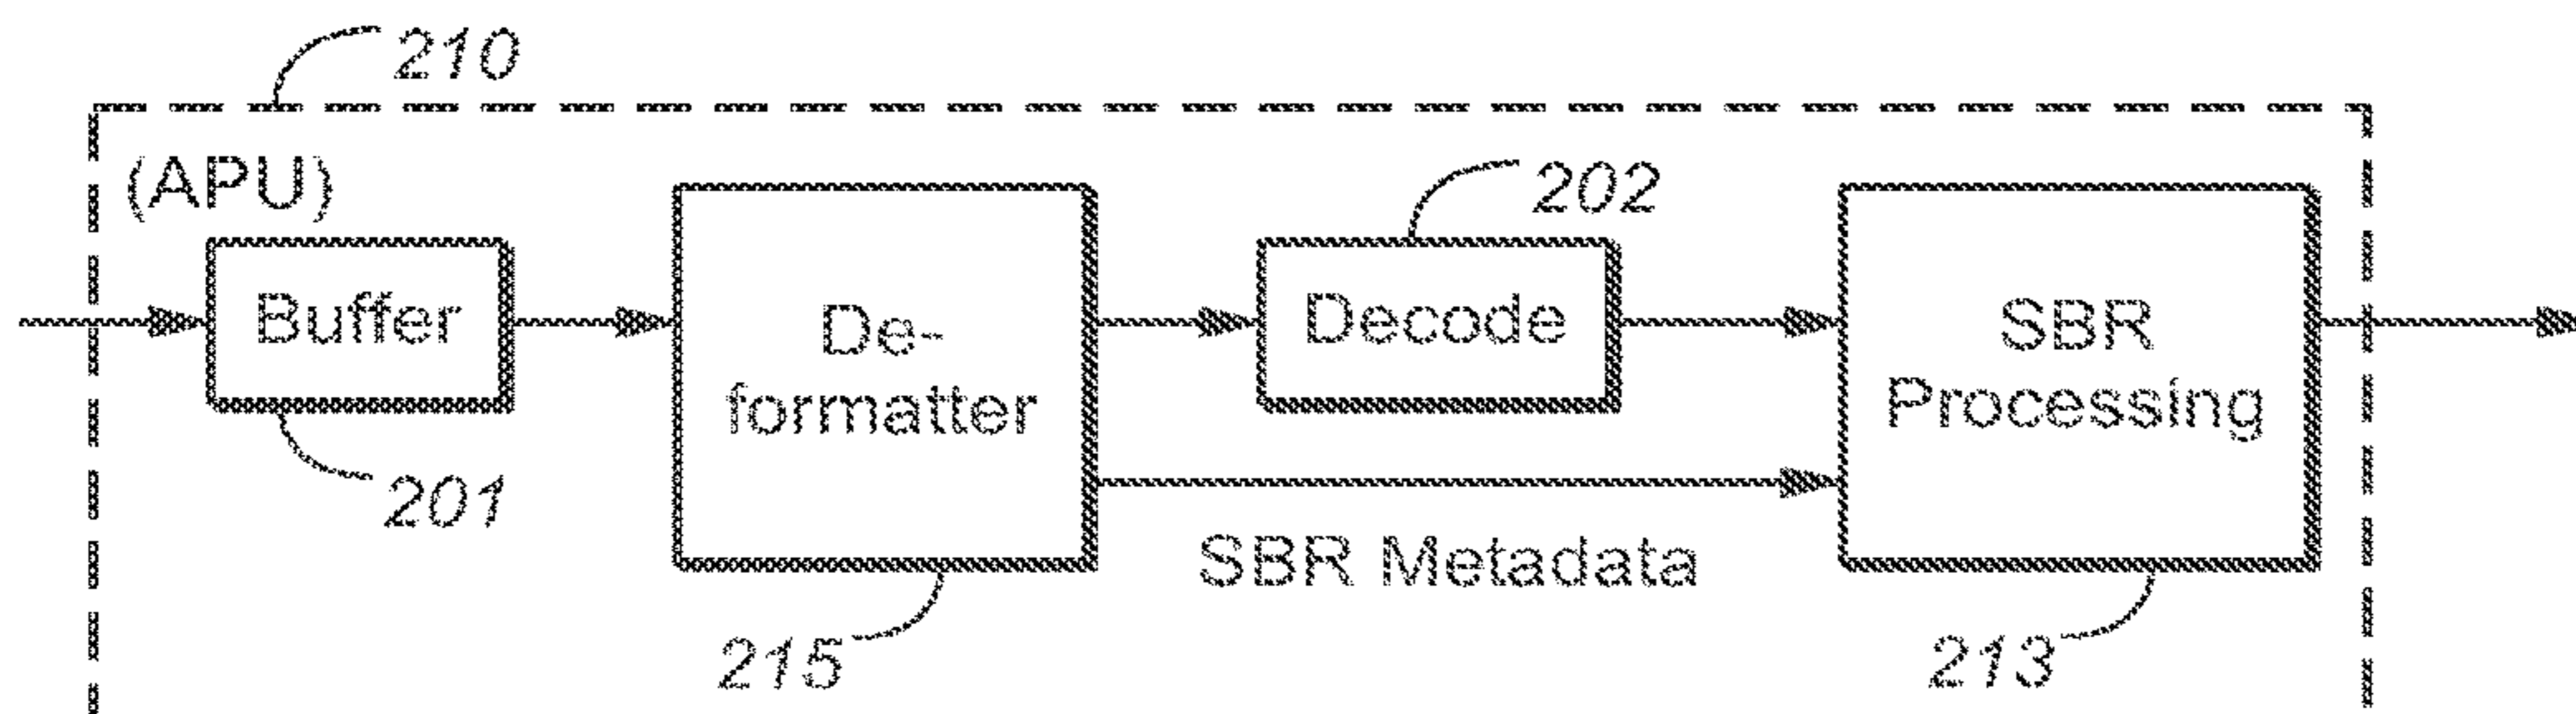 210
(APU)
202
Buffer
De-
formatter
Decode
SBR
Processing
201
SBR Metadata
215
213